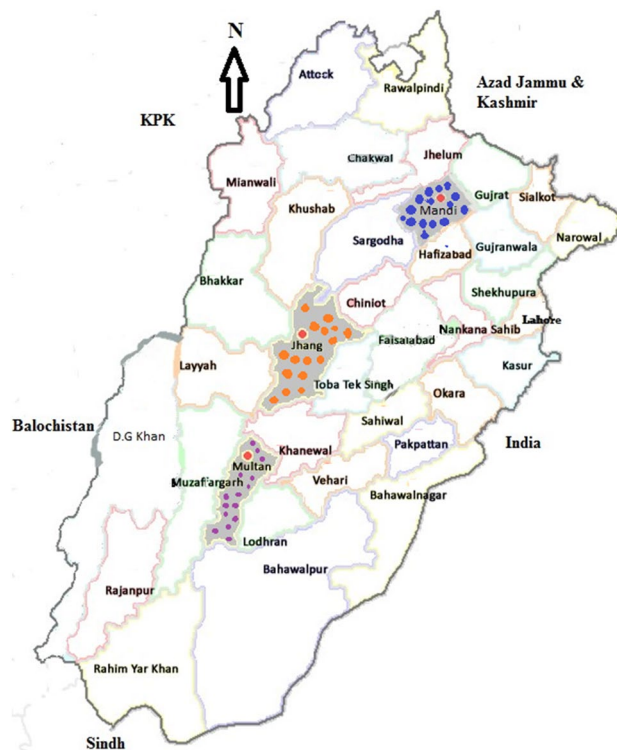 N
Attock
Rawalpindi
Azad Jammu &
Kashmir
KPK
Chakwal
Jhelum
Mianwali
Gujrat
Sialkot
Khushab
Mandi
Narowal
Sargodha
Gujranwala
Hafizabad
Bhakkar
Shekhupura
Chiniot
Lahore
Nankana Sahib
Faisalabad
Jhang
Layyah
Kasur
Toba Tek Singh
Okara
Sahiwal
Balochistan
D.G Khan
India
Pakpattan
Khanewal
Multan
Muzaffargarh
Vehari
Bahawalnagar
Lodhran
Bahawalpur
Rajanpur
Rahim Yar Khan
Sindh